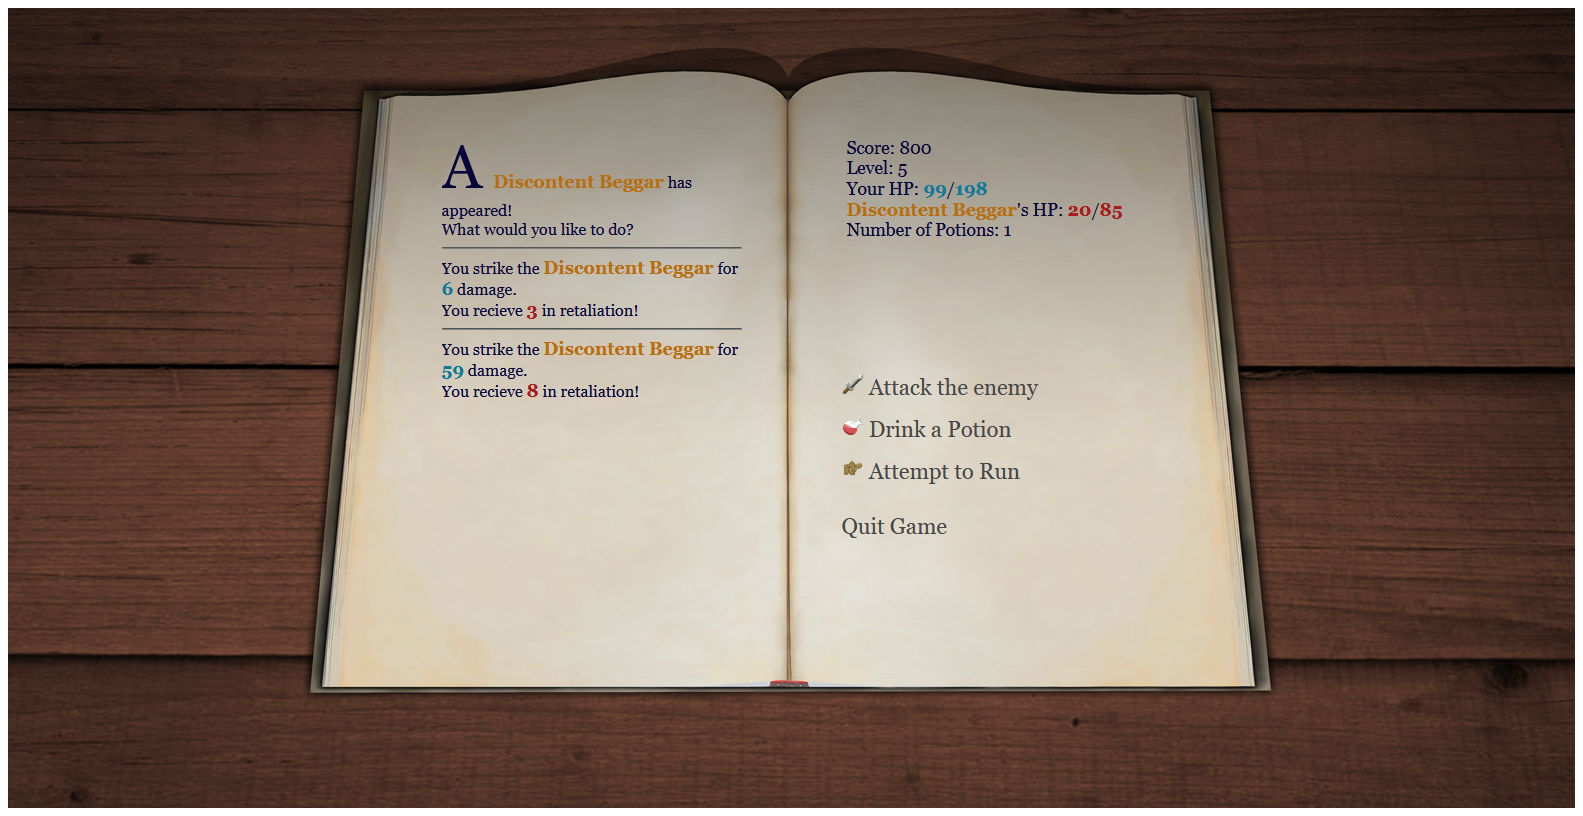 A Discontent Beggar has
appeared!
What would you like to do?
You strike the Discontent Beggar for
6 damage.
You recieve 3 in retaliation!
You strike the Discontent Beggar for
59 damage.
You recieve 8 in retaliation!
Score: 800
Level: 5
Your HP: 99/198
Discontent Beggar's HP: 20/85
Number of Potions: 1
Attack the enemy
Drink a Potion
Attempt to Run
Quit Game